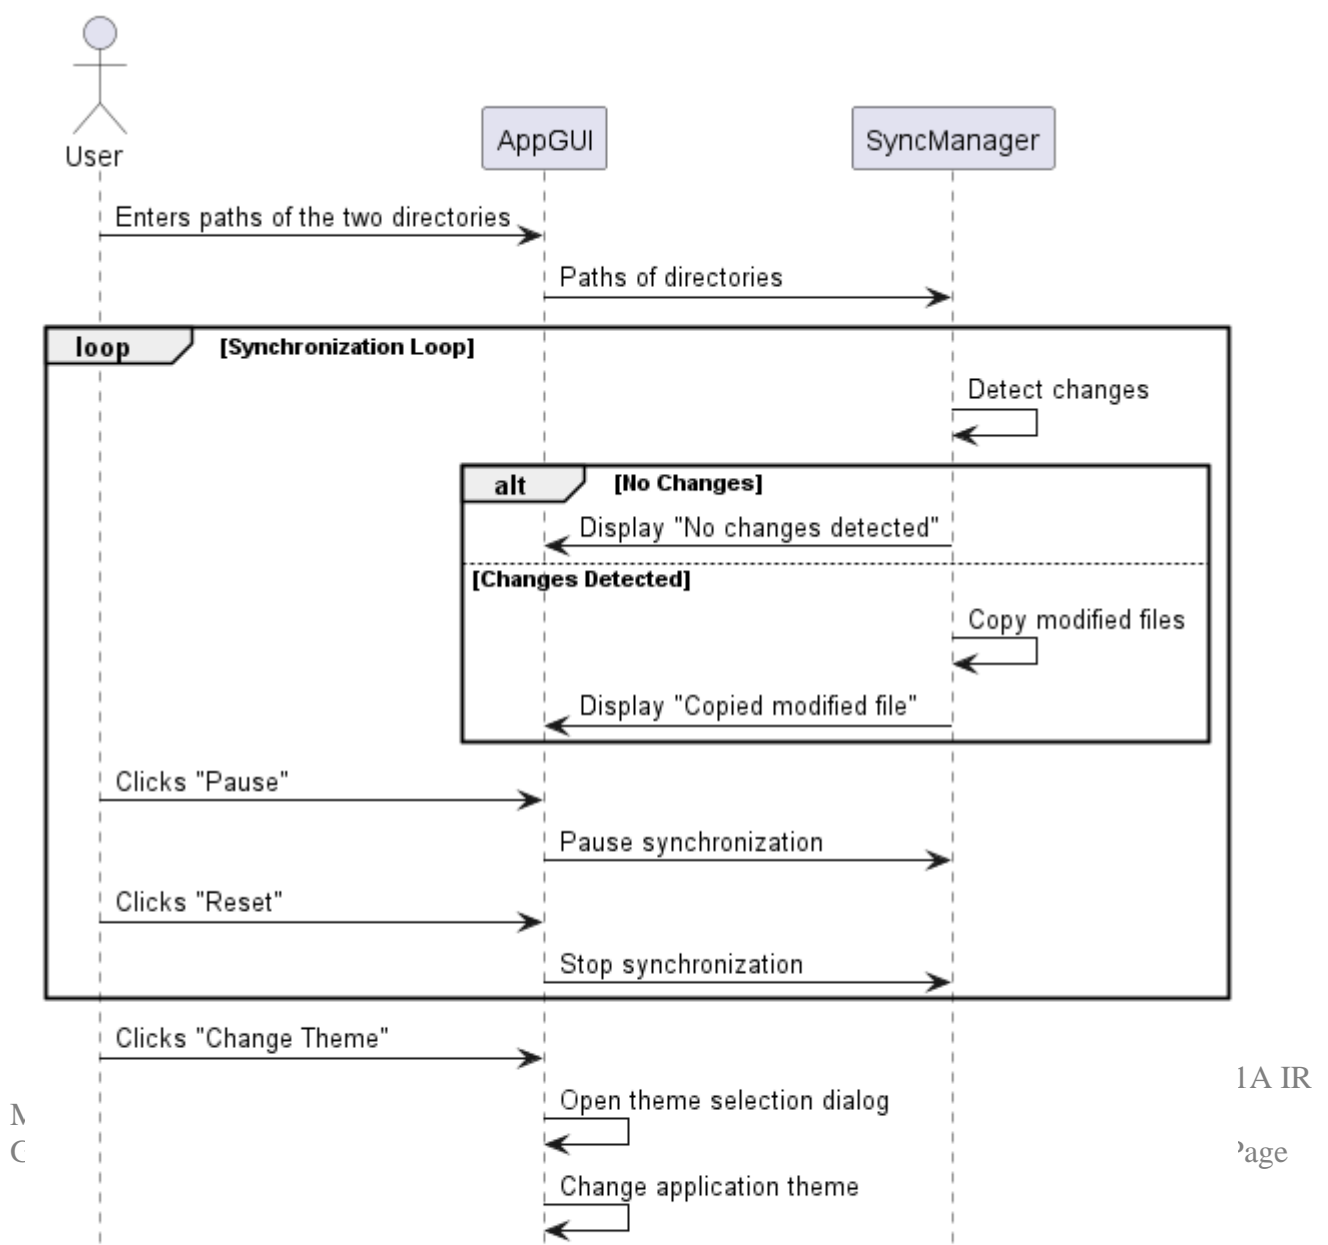 User
AppGUI
SyncManager
Enters paths of the two directories
Paths of directories
loop
[Synchronization Loop]
Detect changes
alt
[No Changes]
Display "No changes detected"
[Changes Detected]
Copy modified files
Display "Copied modified file"
Clicks "Pause"
Pause synchronization
Clicks "Reset"
Stop synchronization
Clicks "Change Theme"
1A IR
Open theme selection dialog
Page
Change application theme